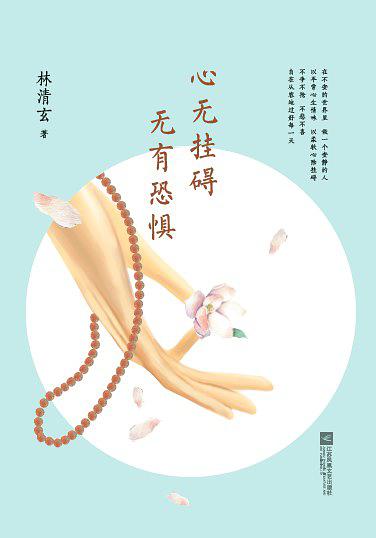 心无挂碍
无有恐惧
林清玄 著
在不安的世界里 做一个安静的人
以平常心生情味 以柔软心除挂碍
不争不抢 不怒不喜
自在从容地过好每一天
江苏凤凰文艺出版社